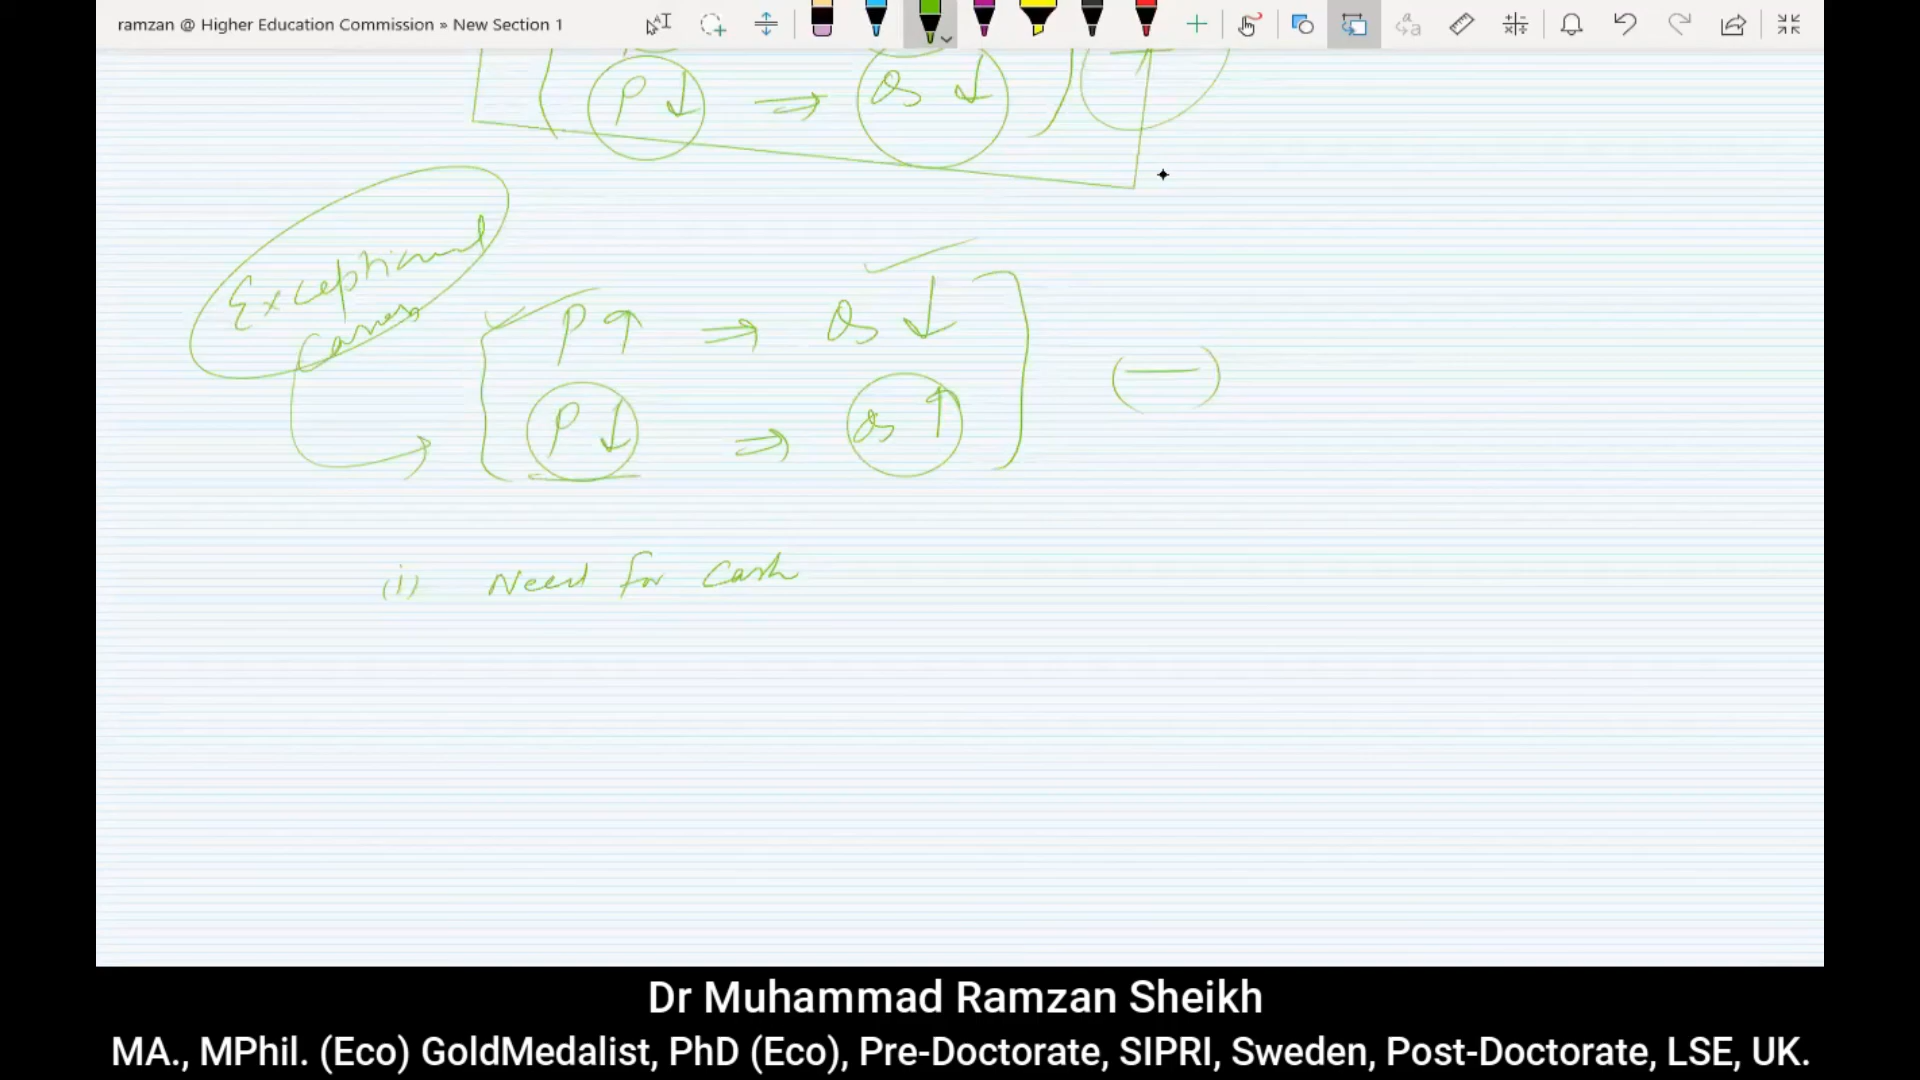 ramzan @ Higher Education Commission » New Section 1
P ↓ ⇒ Qs ↓
Exceptional
Cases
P ↑ ⇒ Qs ↓
(—)
P ↓ ⇒ Qs ↑
(i) Need for Cash
Dr Muhammad Ramzan Sheikh
MA., MPhil. (Eco) GoldMedalist, PhD (Eco), Pre-Doctorate, SIPRI, Sweden, Post-Doctorate, LSE, UK.